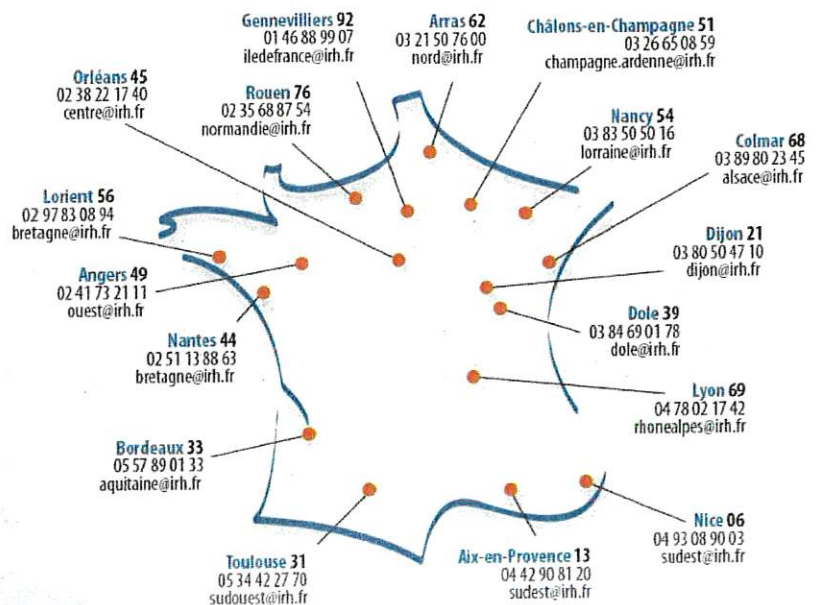 Gennevilliers 92
01 46 88 99 07
iledefrance@irh.fr
Arras 62
03 21 50 76 00
nord@irh.fr
Châlons-en-Champagne 51
03 26 65 08 59
champagne.ardenne@irh.fr
Orléans 45
02 38 22 17 40
centre@irh.fr
Rouen 76
02 35 68 87 54
normandie@irh.fr
Nancy 54
03 83 50 50 16
lorraine@irh.fr
Colmar 68
03 89 80 23 45
alsace@irh.fr
Lorient 56
02 97 83 08 94
bretagne@irh.fr
Dijon 21
03 80 50 47 10
dijon@irh.fr
Angers 49
02 41 73 21 11
ouest@irh.fr
Dole 39
03 84 69 01 78
dole@irh.fr
Nantes 44
02 51 13 88 63
bretagne@irh.fr
Lyon 69
04 78 02 17 42
rhonealpes@irh.fr
Bordeaux 33
05 57 89 01 33
aquitaine@irh.fr
Nice 06
04 93 08 90 03
sudest@irh.fr
Toulouse 31
05 34 42 27 70
sudouest@irh.fr
Aix-en-Provence 13
04 42 90 81 20
sudest@irh.fr